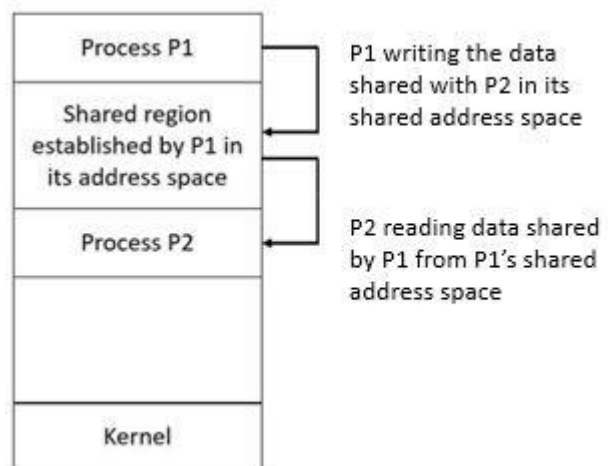 Process P1
Shared region
established by P1 in
its address space
Process P2
Kernel
P1 writing the data
shared with P2 in its
shared address space
P2 reading data shared
by P1 from P1's shared
address space